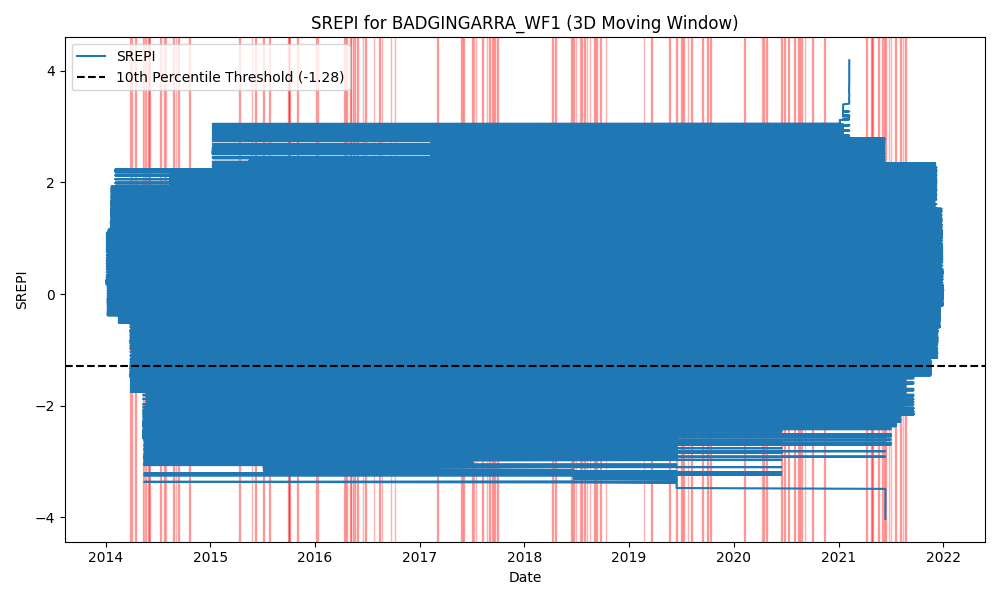 SREPI for BADGINGARRA_WF1 (3D Moving Window)
SREPI
10th Percentile Threshold (-1.28)
4
2
0
−2
−4
SREPI
2014 2015 2016 2017 2018 2019 2020 2021 2022
Date